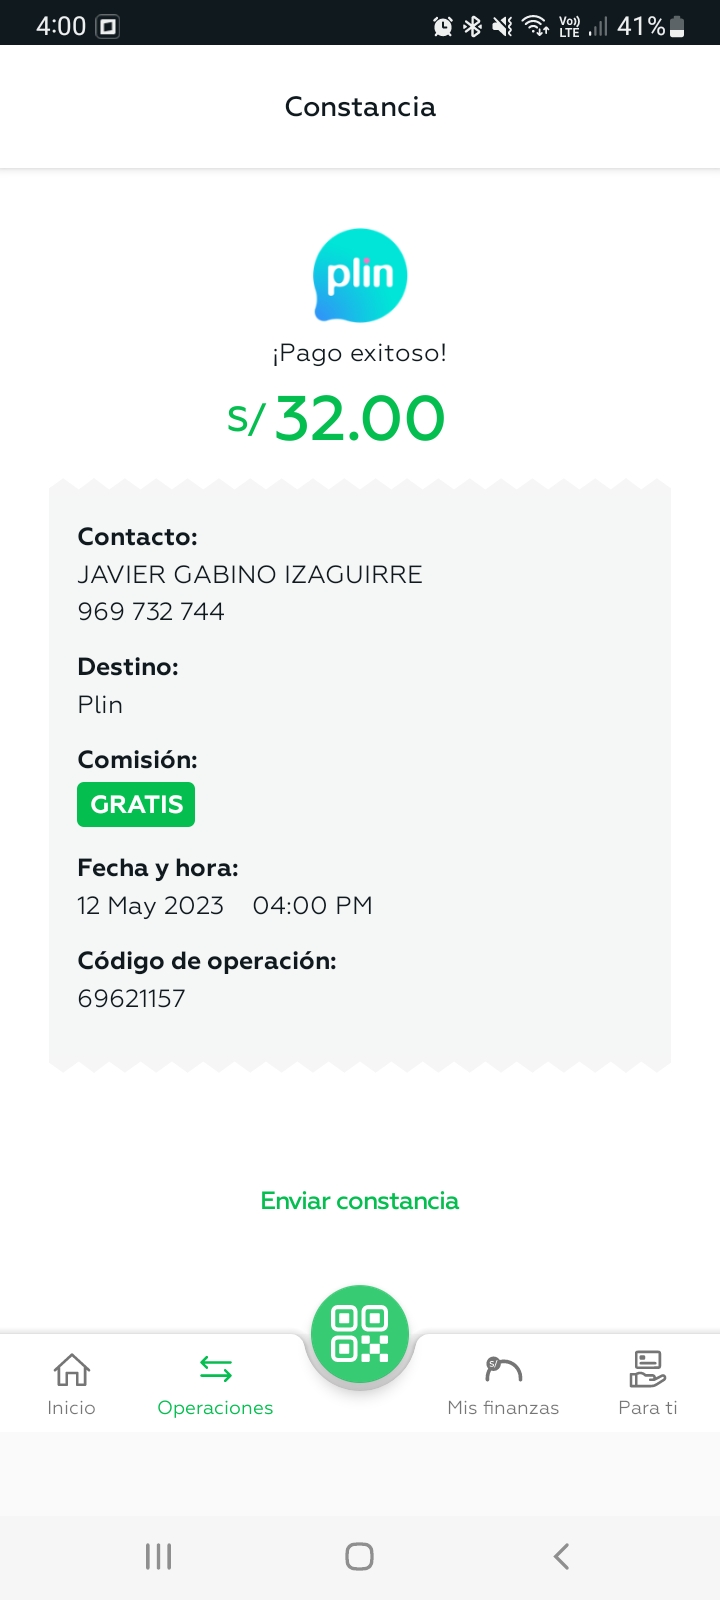 4:00
Vo))
LTE
41%
Constancia
plin
¡Pago exitoso!
S/ 32.00
Contacto:
JAVIER GABINO IZAGUIRRE
969 732 744
Destino:
Plin
Comisión:
GRATIS
Fecha y hora:
12 May 2023 04:00 PM
Código de operación:
69621157
Enviar constancia
S/
Inicio
Operaciones
Mis finanzas
Para ti